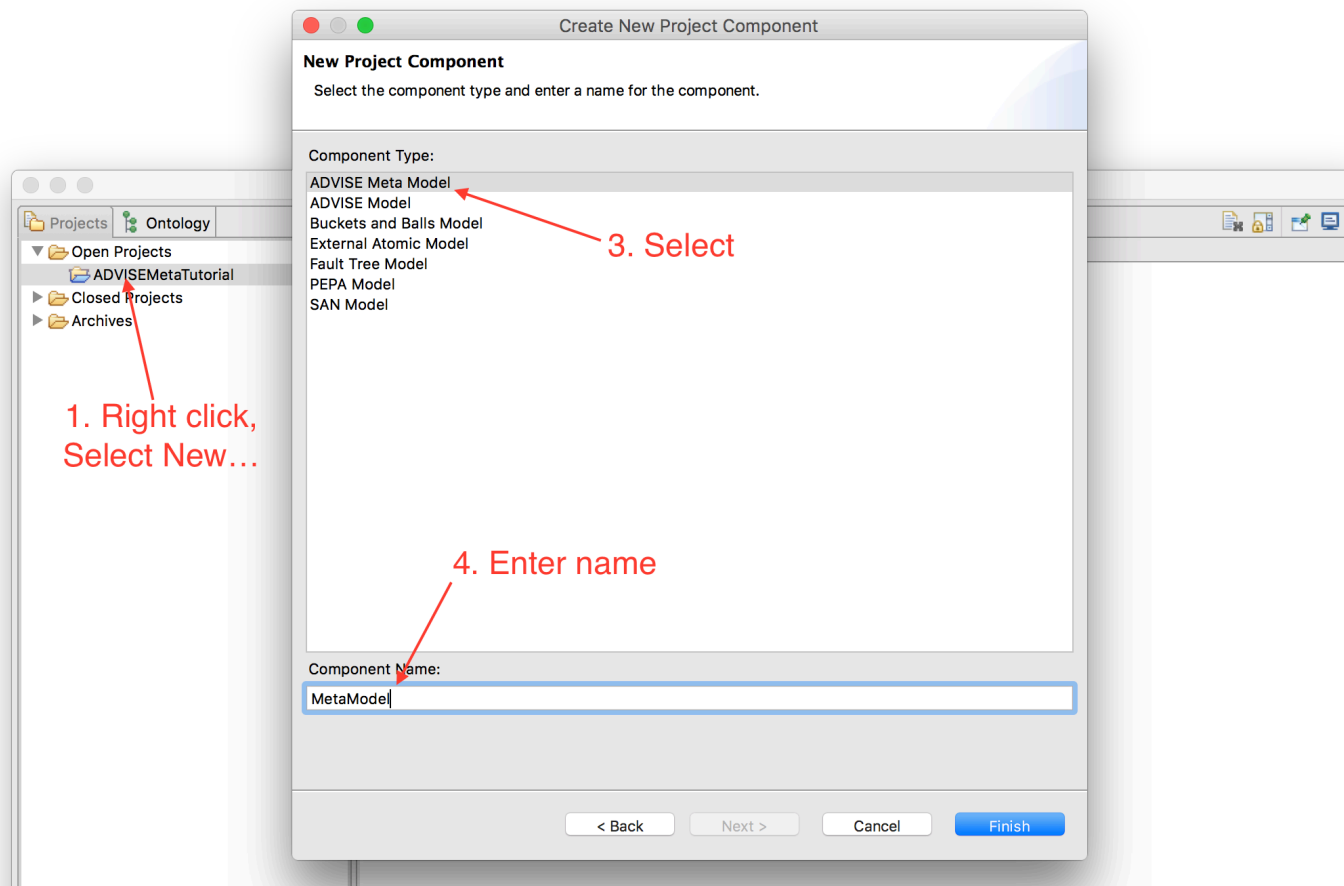 Create New Project Component
New Project Component
Select the component type and enter a name for the component.
Component Type:
ADVISE Meta Model
ADVISE Model
Buckets and Balls Model
External Atomic Model
Fault Tree Model
PEPA Model
SAN Model
3. Select
Projects
Ontology
Open Projects
ADVISEMetaTutorial
Closed Projects
Archives
1. Right click,
Select New…
4. Enter name
Component Name:
MetaModel
< Back
Next >
Cancel
Finish